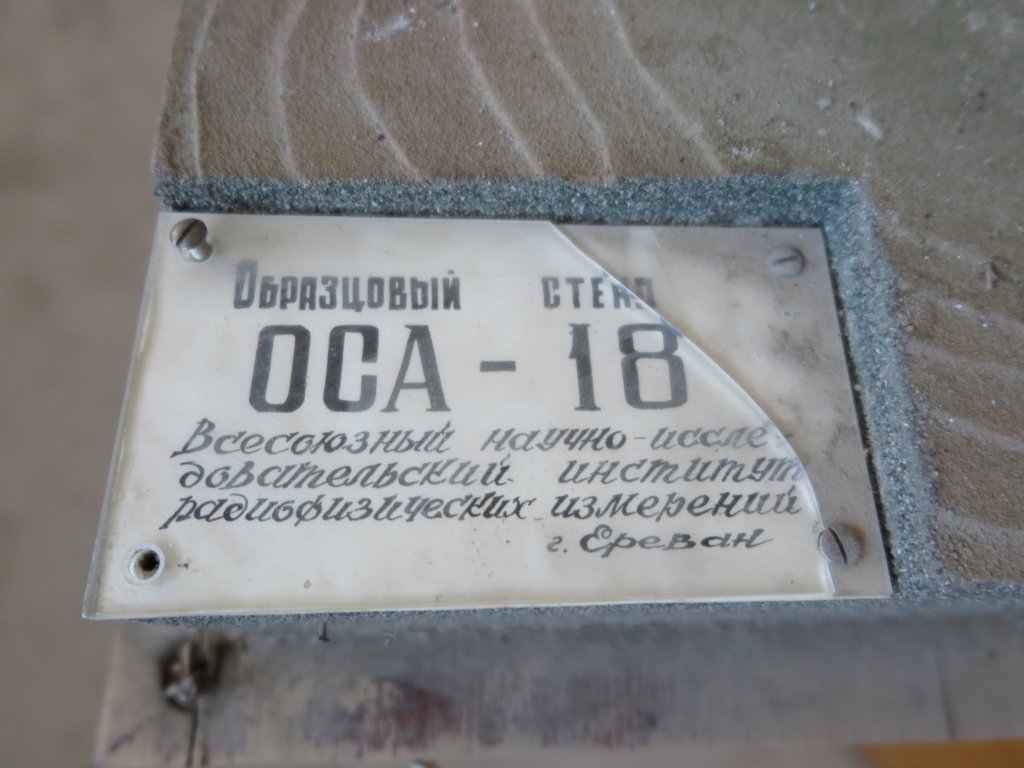 Образцовый стенд
ОСА - 18
Всесоюзный научно-иссле-
довательский институт
радиофизических измерений
г. Ереван